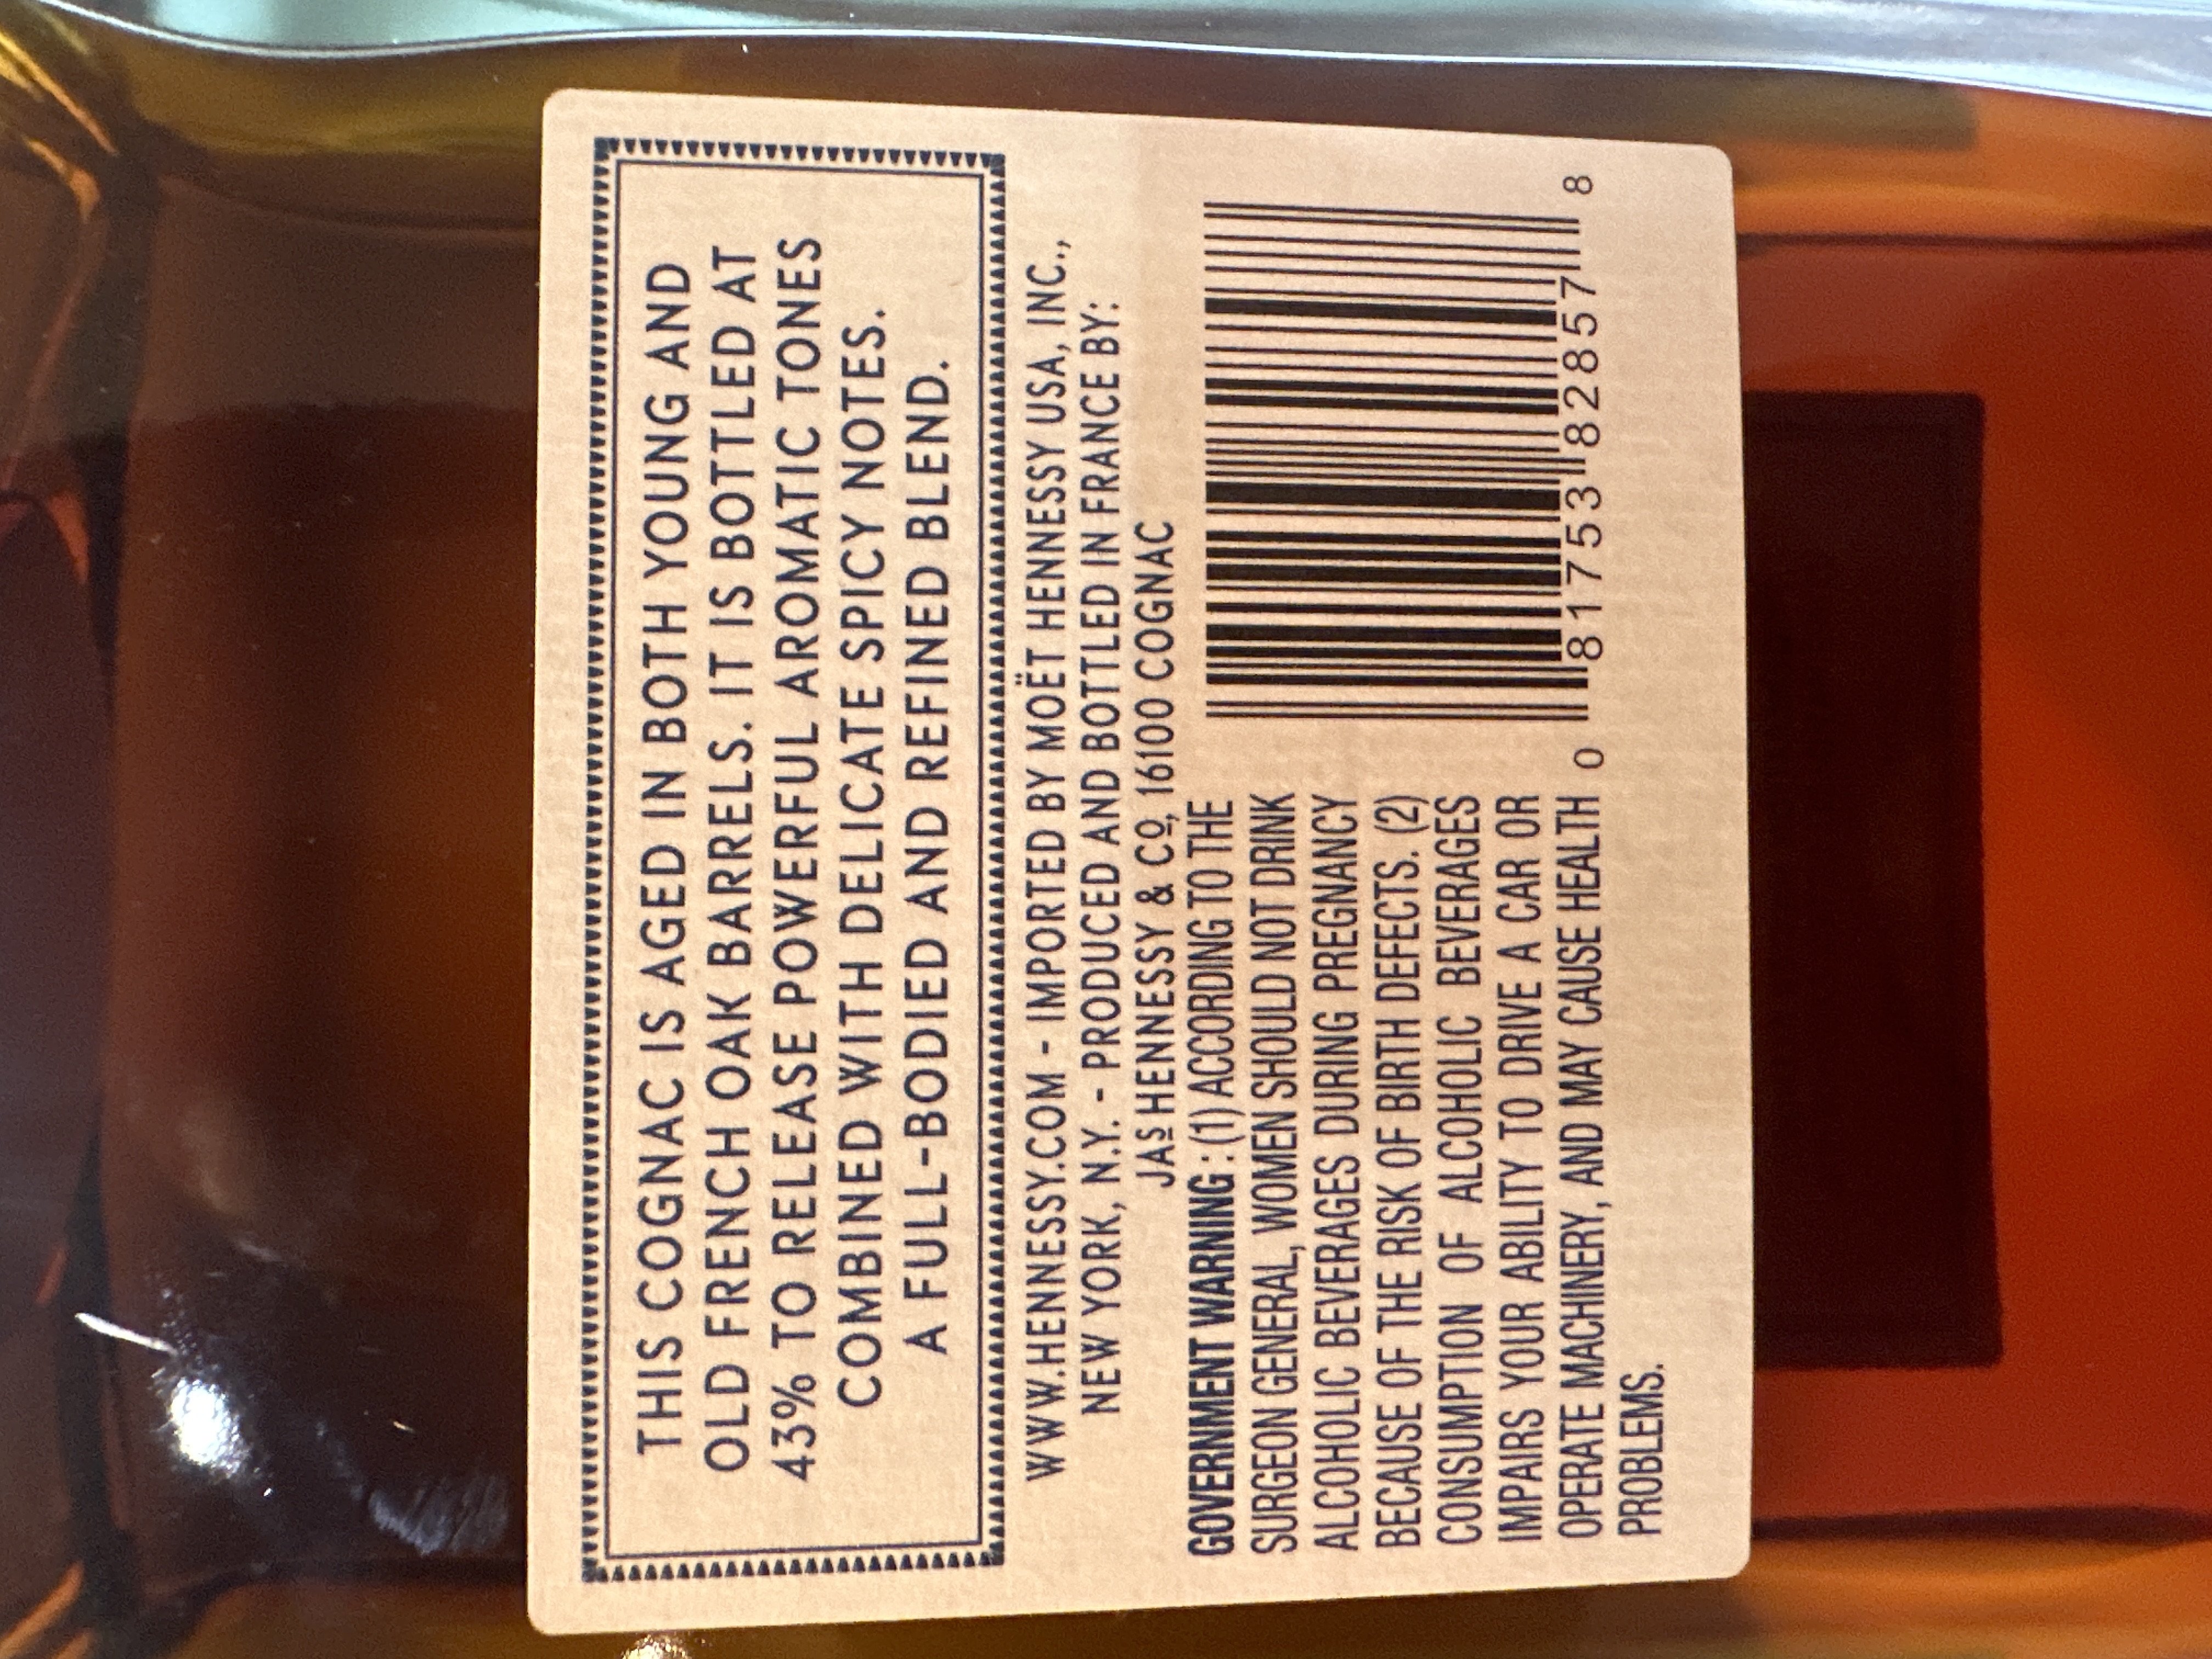 THIS COGNAC IS AGED IN BOTH YOUNG AND
OLD FRENCH OAK BARRELS. IT IS BOTTLED AT
43% TO RELEASE POWERFUL AROMATIC TONES
COMBINED WITH DELICATE SPICY NOTES.
A FULL-BODIED AND REFINED BLEND.
WWW.HENNESSY.COM - IMPORTED BY MOËT HENNESSY USA, INC.,
NEW YORK, N.Y. - PRODUCED AND BOTTLED IN FRANCE BY:
JAS HENNESSY & Cº, 16100 COGNAC
GOVERNMENT WARNING : (1) ACCORDING TO THE
SURGEON GENERAL, WOMEN SHOULD NOT DRINK
ALCOHOLIC BEVERAGES DURING PREGNANCY
BECAUSE OF THE RISK OF BIRTH DEFECTS. (2)
CONSUMPTION OF ALCOHOLIC BEVERAGES
IMPAIRS YOUR ABILITY TO DRIVE A CAR OR
OPERATE MACHINERY, AND MAY CAUSE HEALTH
PROBLEMS.
0 81753 82857 8